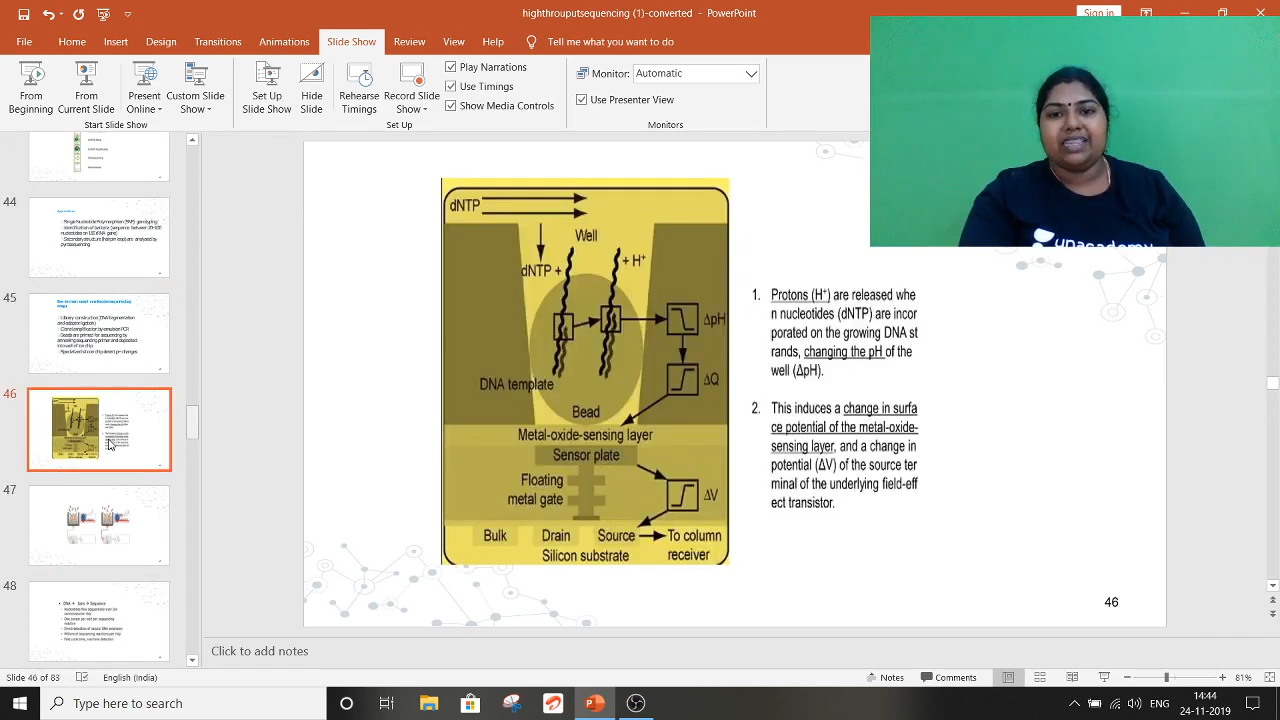 highthroughputsequencing (1)-converted - PowerPoint
Sign in
File Home Insert Design Transitions Animations Slide Show Review View Help Tell me what you want to do
Play Narrations
Use Timings
Show Media Controls
Monitor: Automatic
Use Presenter View
From Beginning
From Current Slide
Present Online
Custom Slide Show
Set Up Slide Show
Hide Slide
Rehearse Timings
Record Slide Show
Start Slide Show
Set Up
Monitors
unacademy
44
45
46
47
48
dNTP
Well
dNTP +
+ H⁺
ΔpH
DNA template
ΔQ
Bead
Metal-oxide-sensing layer
Sensor plate
Floating
metal gate
ΔV
Bulk Drain Source To column
Silicon substrate receiver
1. Protons (H⁺) are released whe
n nucleotides (dNTP) are incor
porated on the growing DNA st
rands, changing the pH of the
well (ΔpH).
2. This induces a change in surfa
ce potential of the metal-oxide-
sensing layer, and a change in
potential (ΔV) of the source ter
minal of the underlying field-eff
ect transistor.
46
Click to add notes
Slide 46 of 83 English (India) Notes Comments 81%
Type here to search
ENG
14:44
24-11-2019